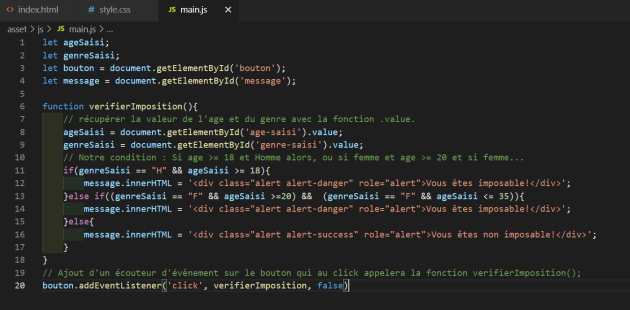 index.html style.css main.js
asset > js > main.js > ...
1 let ageSaisi;
2 let genreSaisi;
3 let bouton = document.getElementById('bouton');
4 let message = document.getElementById('message');
5
6 function verifierImposition(){
7 // récupérer la valeur de l'age et du genre avec la fonction .value.
8 ageSaisi = document.getElementById('age-saisi').value;
9 genreSaisi = document.getElementById('genre-saisi').value;
10 // Notre condition : Si age >= 18 et Homme alors, ou si femme et age >= 20 et si femme...
11 if(genreSaisi == "H" && ageSaisi >= 18){
12 message.innerHTML = '<div class="alert alert-danger" role="alert">Vous êtes imposable!</div>';
13 }else if((genreSaisi == "F" && ageSaisi >=20) && (genreSaisi == "F" && ageSaisi <= 35)){
14 message.innerHTML = '<div class="alert alert-danger" role="alert">Vous êtes imposable!</div>';
15 }else{
16 message.innerHTML = '<div class="alert alert-success" role="alert">Vous êtes non imposable!</div>';
17 }
18 }
19 // Ajout d'un écouteur d'évènement sur le bouton qui au click appelera la fonction verifierImposition();
20 bouton.addEventListener('click', verifierImposition, false)